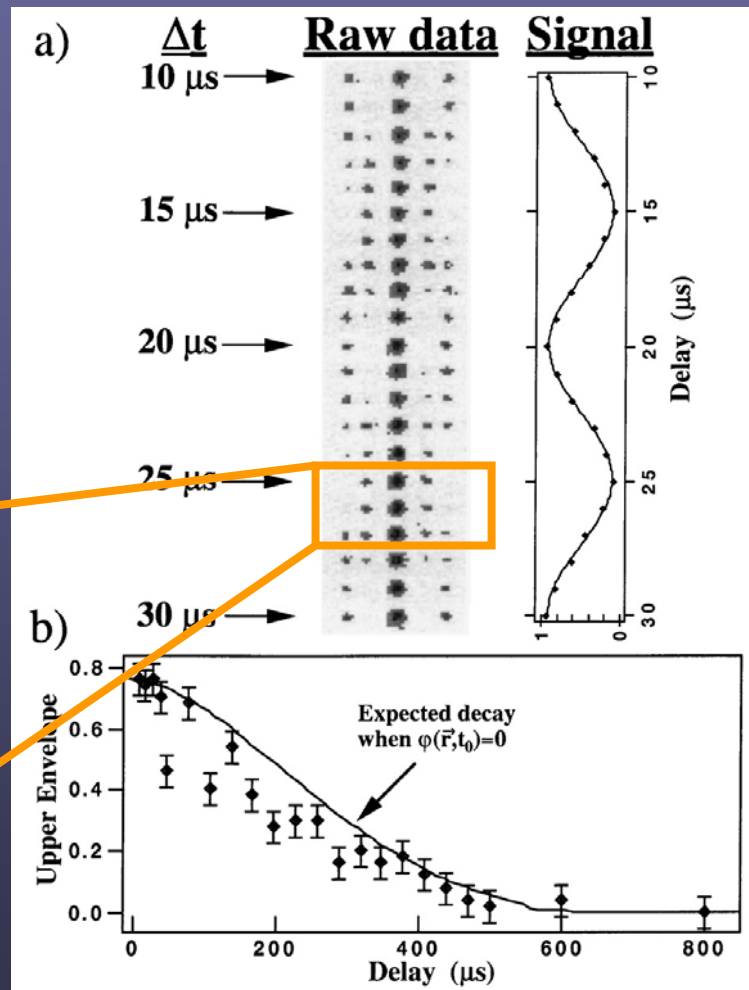 a) Δt Raw data Signal
10 μs
15 μs
20 μs
25 μs
30 μs
10
15
20
25
30
Delay (μs)
1 0
b)
0.8
0.6
0.4
0.2
0.0
Upper Envelope
Expected decay
when φ(r⃗,t₀)=0
0 200 400 600 800
Delay (μs)